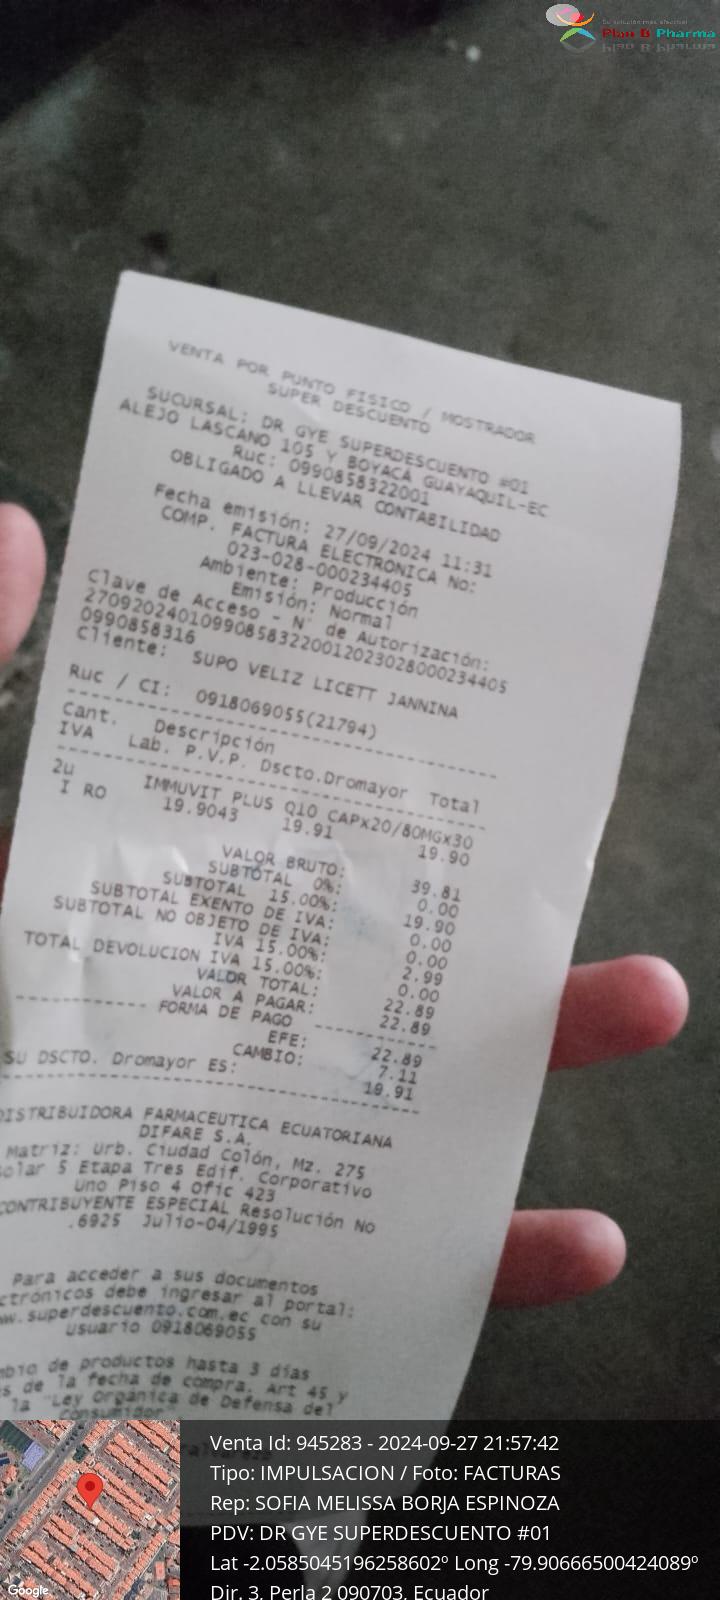 Su solución más efectiva!
Plan B Pharma
VENTA POR PUNTO FISICO / MOSTRADOR
SUPER DESCUENTO
SUCURSAL: DR GYE SUPERDESCUENTO #01
ALEJO LASCANO 105 Y BOYACÁ GUAYAQUIL-EC
Ruc: 0990858322001
OBLIGADO A LLEVAR CONTABILIDAD
Fecha emisión: 27/09/2024 11:31
COMP. FACTURA ELECTRONICA No:
023-028-000234405
Ambiente: Producción
Emisión: Normal
Clave de Acceso - N° de Autorización:
270920240109908583220012023028000234405
0990858316
Cliente: SUPO VELIZ LICETT JANNINA
Ruc / CI: 0918069055(21794)
Cant. Descripción
IVA Lab. P.V.P. Dscto.Dromayor Total
2u IMMUVIT PLUS Q10 CAPx20/80MGx30
I RO 19.9043 19.91 19.90
VALOR BRUTO: 39.81
SUBTOTAL 0%: 0.00
SUBTOTAL 15.00%: 19.90
SUBTOTAL EXENTO DE IVA: 0.00
SUBTOTAL NO OBJETO DE IVA: 0.00
IVA 15.00%: 2.99
TOTAL DEVOLUCION IVA 15.00%: 0.00
VALOR TOTAL: 22.89
VALOR A PAGAR: 22.89
----------- FORMA DE PAGO -----------
EFE: 22.89
CAMBIO: 7.11
SU DSCTO. Dromayor ES: 19.91
DISTRIBUIDORA FARMACEUTICA ECUATORIANA
DIFARE S.A.
Matriz: Urb. Ciudad Colón, Mz. 275
olar 5 Etapa Tres Edif. Corporativo
Uno Piso 4 Ofic 423
CONTRIBUYENTE ESPECIAL Resolución No
.6925 Julio-04/1995
Para acceder a sus documentos
ctrónicos debe ingresar al portal:
w.superdescuento.com.ec con su
usuario 0918069055
mbio de productos hasta 3 días
s de la fecha de compra. Art 45 y
la "Ley Orgánica de Defensa del
Consumidor"
Venta Id: 945283 - 2024-09-27 21:57:42
Tipo: IMPULSACION / Foto: FACTURAS
Rep: SOFIA MELISSA BORJA ESPINOZA
PDV: DR GYE SUPERDESCUENTO #01
Lat -2.0585045196258602º Long -79.90666500424089º
Dir. 3, Perla 2 090703, Ecuador
Google